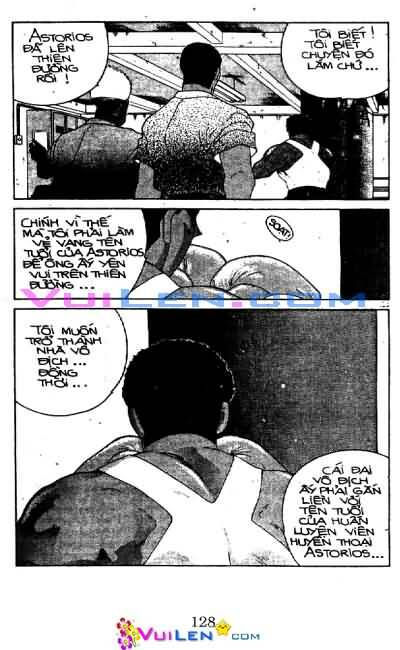 ASTORIOS
ĐÃ LÊN
THIÊN
ĐƯỜNG
RỒI !
TÔI BIẾT !
TÔI BIẾT
CHUYỆN ĐÓ
LẮM CHỨ ...
CHÍNH VÌ THẾ
MÀ TÔI PHẢI LÀM
VẺ VANG TÊN
TUỔI CỦA ASTORIOS
ĐỂ ÔNG ẤY YÊN
VUI TRÊN THIÊN
ĐƯỜNG ...
SOẠT
VUILEN.COM
TÔI MUỐN
TRỞ THÀNH
NHÀ VÔ
ĐỊCH ...
ĐỒNG
THỜI ...
CÁI ĐAI
VÔ ĐỊCH
ẤY PHẢI GẮN
LIỀN VỚI
TÊN TUỔI
CỦA HUẤN
LUYỆN VIÊN
HUYỀN THOẠI
ASTORIOS ...
128
VUILEN.COM